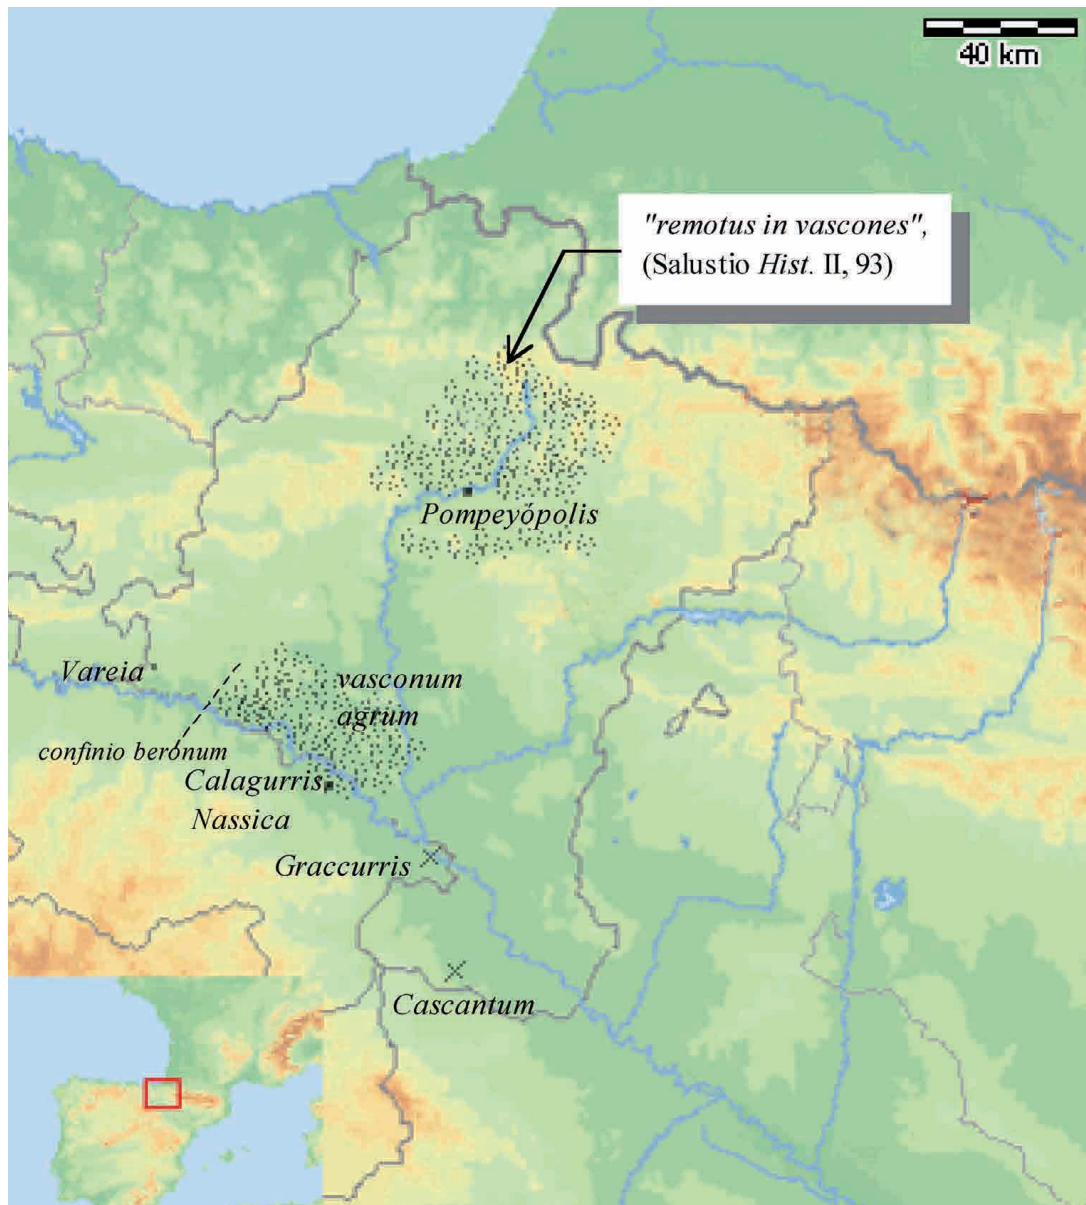 40 km
"remotus in vascones",
(Salustio Hist. II, 93)
Pompeyópolis
Vareia
vasconum
agrum
confinio beronum
Calagurris
Nassica
Graccurris
Cascantum